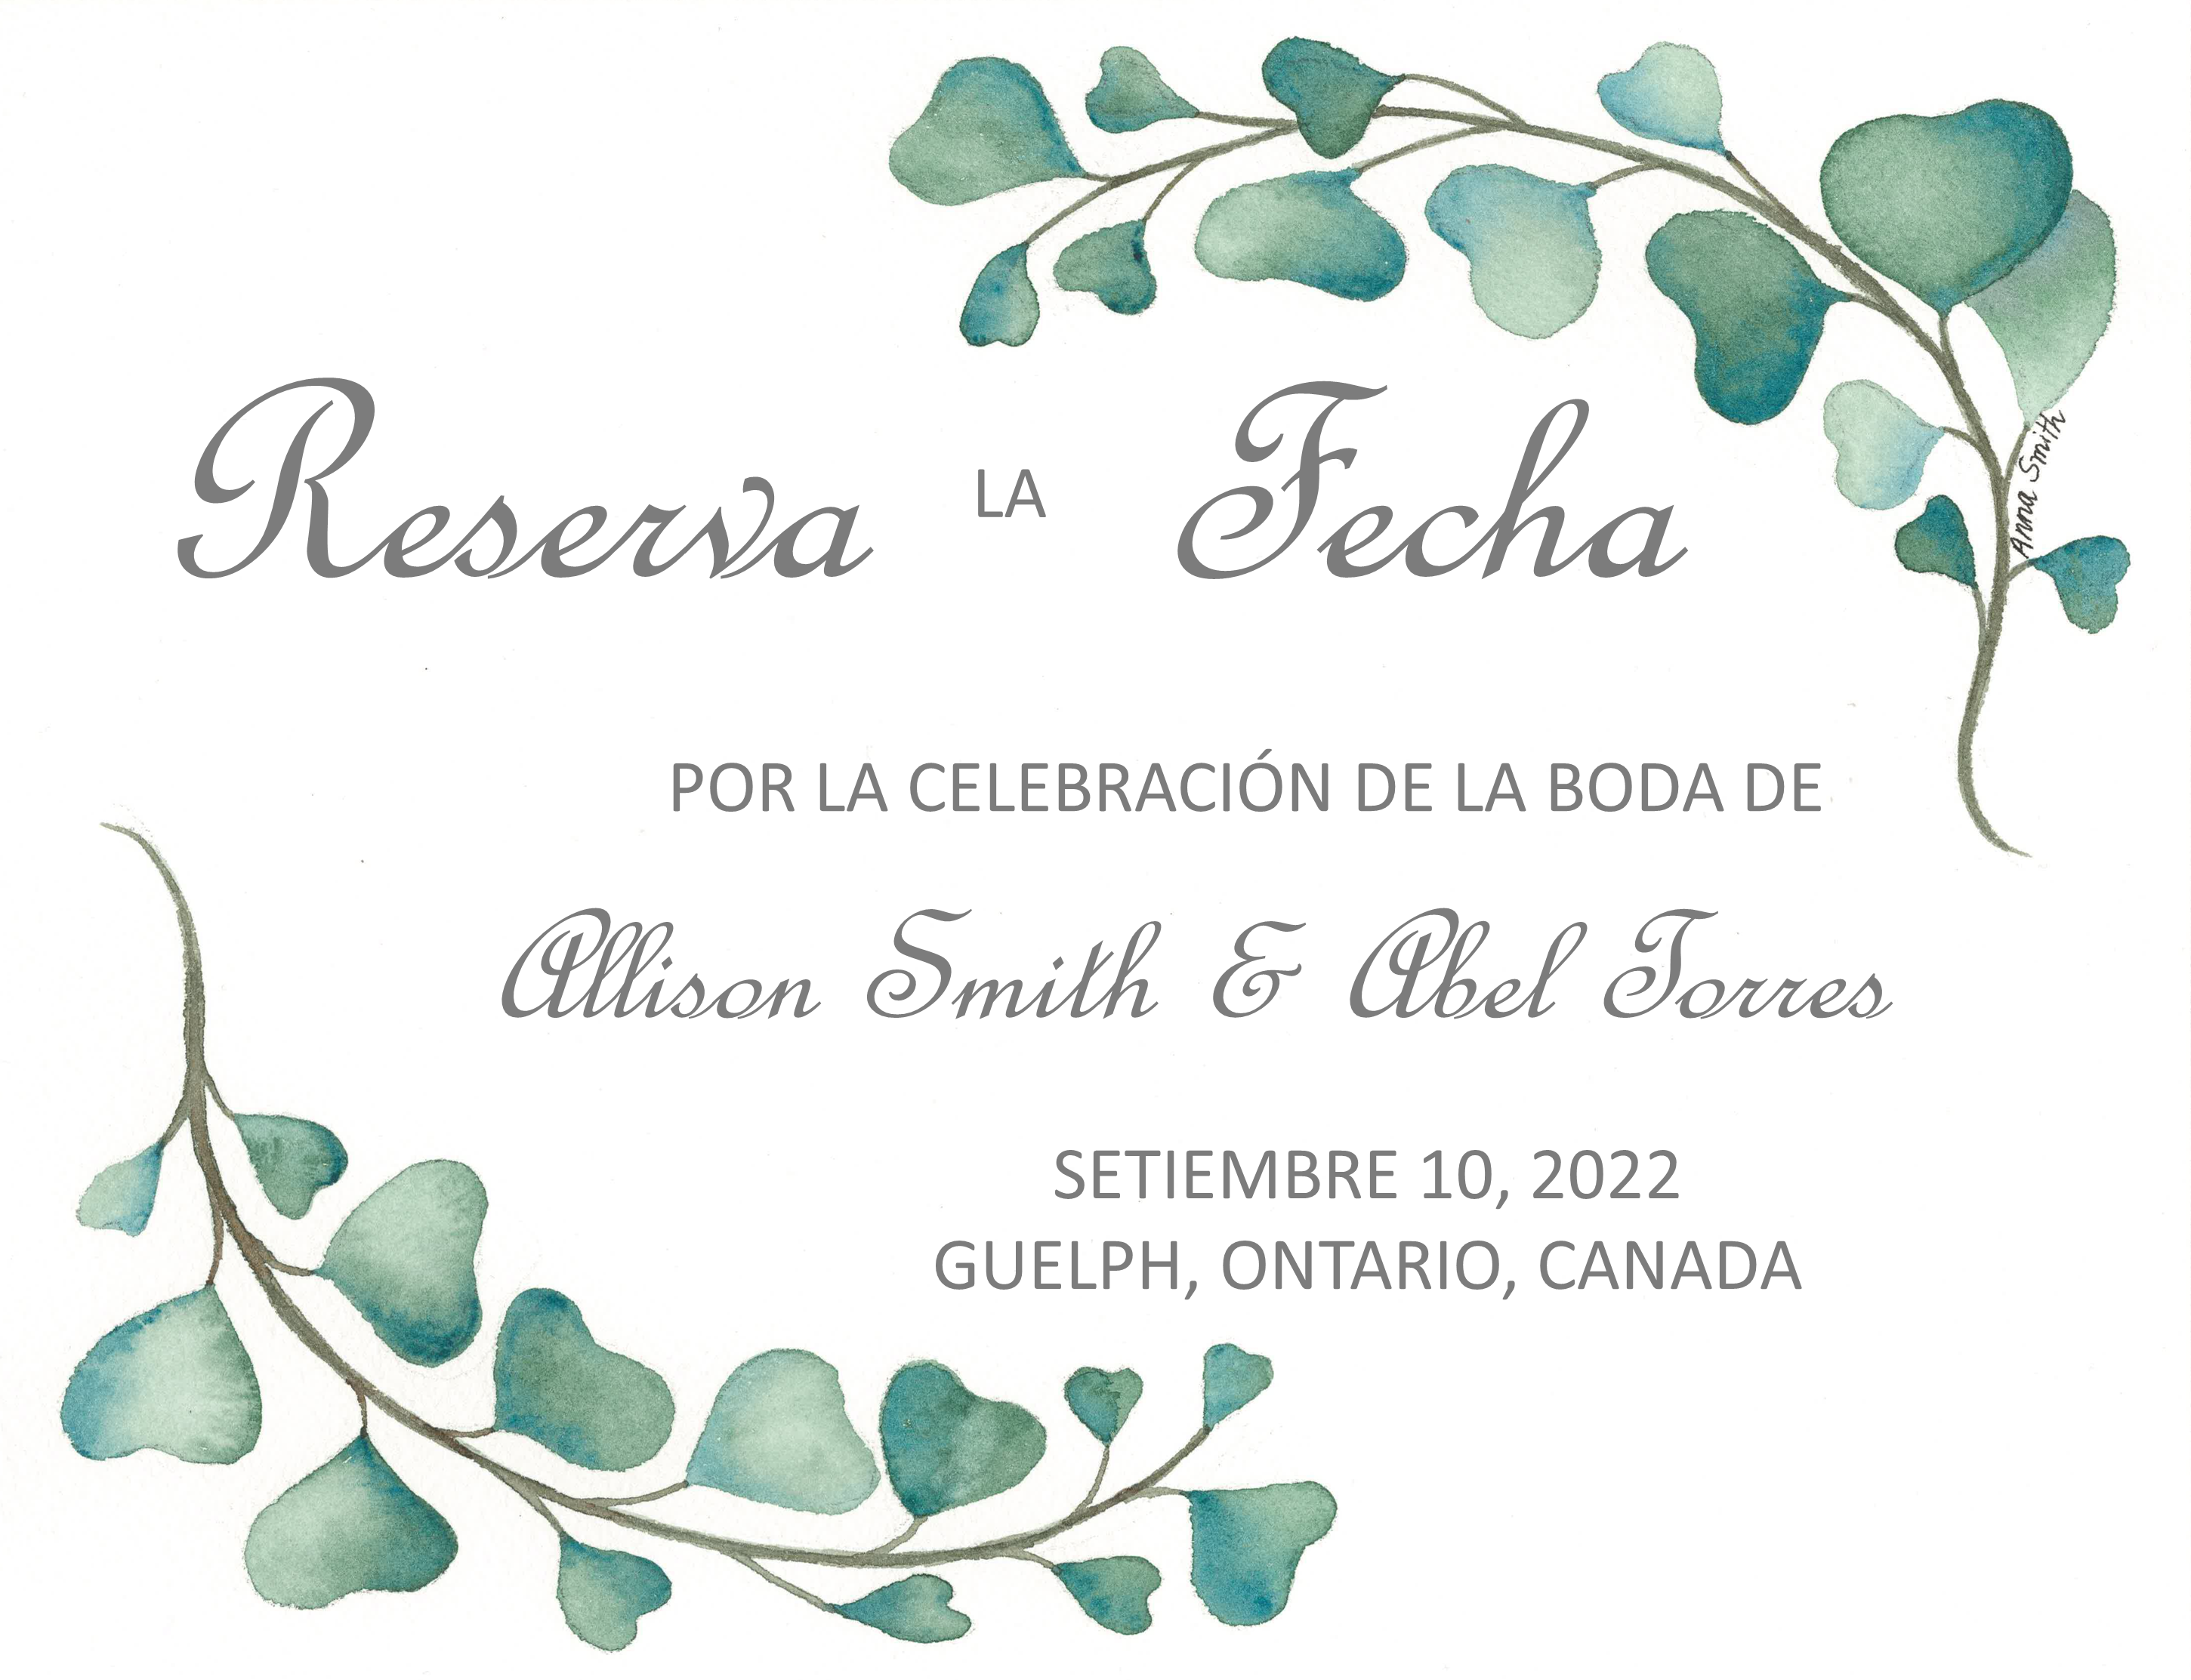 Reserva LA Fecha
Anna Smith
POR LA CELEBRACIÓN DE LA BODA DE
Allison Smith & Abel Torres
SETIEMBRE 10, 2022
GUELPH, ONTARIO, CANADA